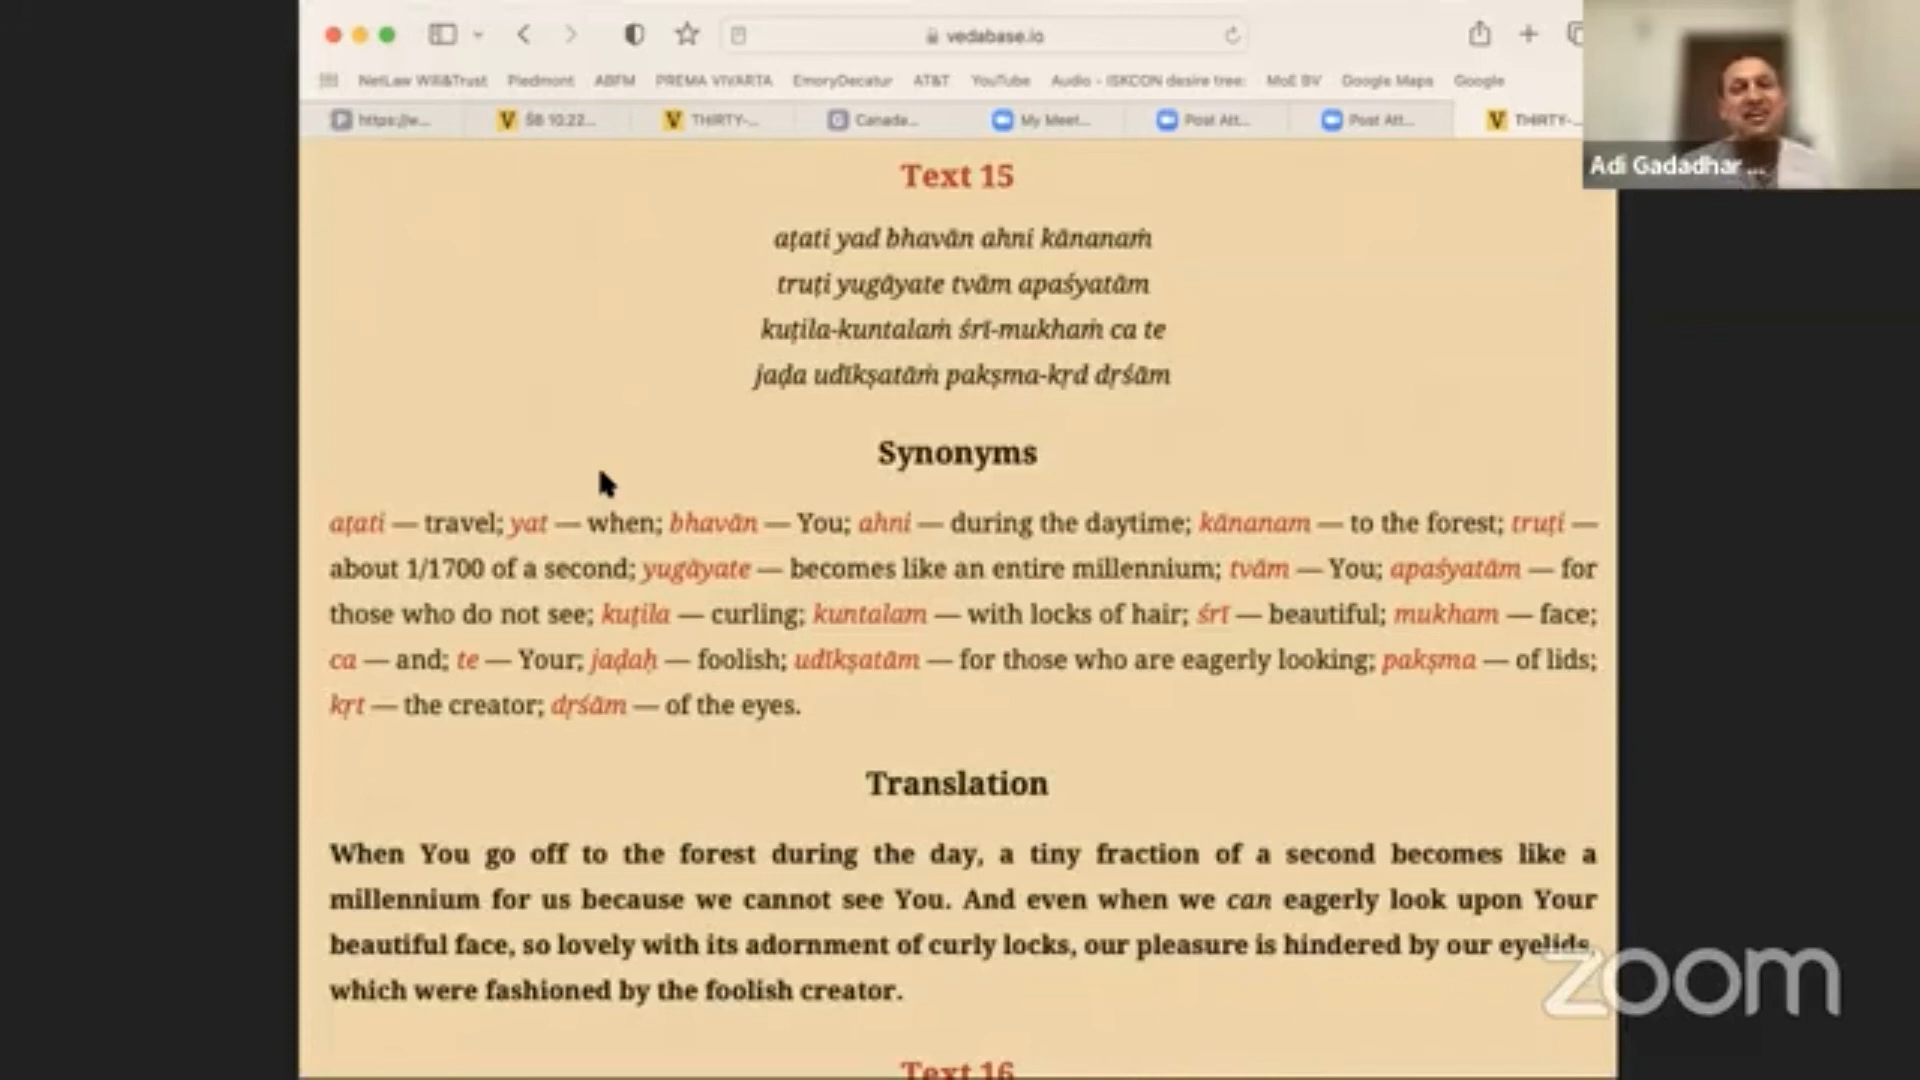 vedabase.io
NetLaw Will&Trust Piedmont ABFM PREMA VIVARTA EmoryDecatur AT&T YouTube Audio - ISKCON desire tree: MoE BV Google Maps Google
https://w... ŚB 10.22... THIRTY-... Canada... My Meet... Post Att... Post Att... THIRTY-...
Adi Gadadhar ...
Text 15
aṭati yad bhavān ahni kānanaṁ
truṭi yugāyate tvām apaśyatām
kuṭila-kuntalaṁ śrī-mukhaṁ ca te
jaḍa udīkṣatāṁ pakṣma-kṛd dṛśām
Synonyms
aṭati — travel; yat — when; bhavān — You; ahni — during the daytime; kānanam — to the forest; truṭi —
about 1/1700 of a second; yugāyate — becomes like an entire millennium; tvām — You; apaśyatām — for
those who do not see; kuṭila — curling; kuntalam — with locks of hair; śrī — beautiful; mukham — face;
ca — and; te — Your; jaḍaḥ — foolish; udīkṣatām — for those who are eagerly looking; pakṣma — of lids;
kṛt — the creator; dṛśām — of the eyes.
Translation
When You go off to the forest during the day, a tiny fraction of a second becomes like a
millennium for us because we cannot see You. And even when we can eagerly look upon Your
beautiful face, so lovely with its adornment of curly locks, our pleasure is hindered by our eyelids,
which were fashioned by the foolish creator.
zoom
Text 16